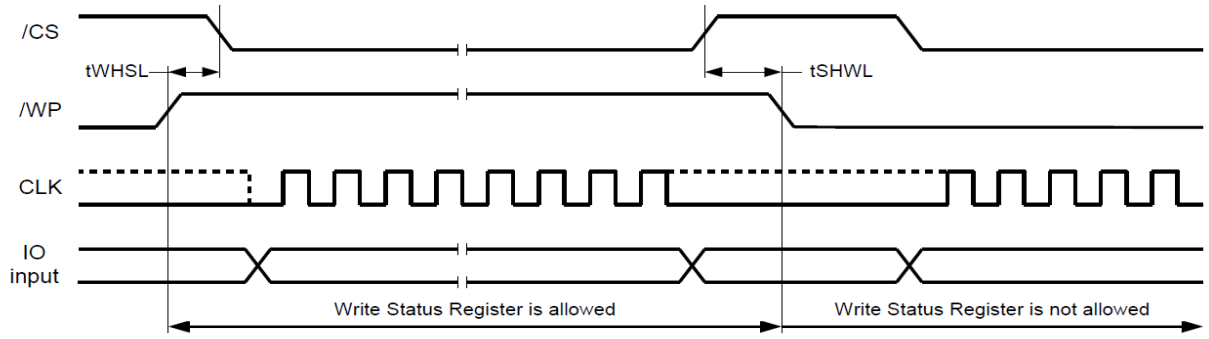 /CS
tWHSL
tSHWL
/WP
CLK
IO
input
Write Status Register is allowed
Write Status Register is not allowed